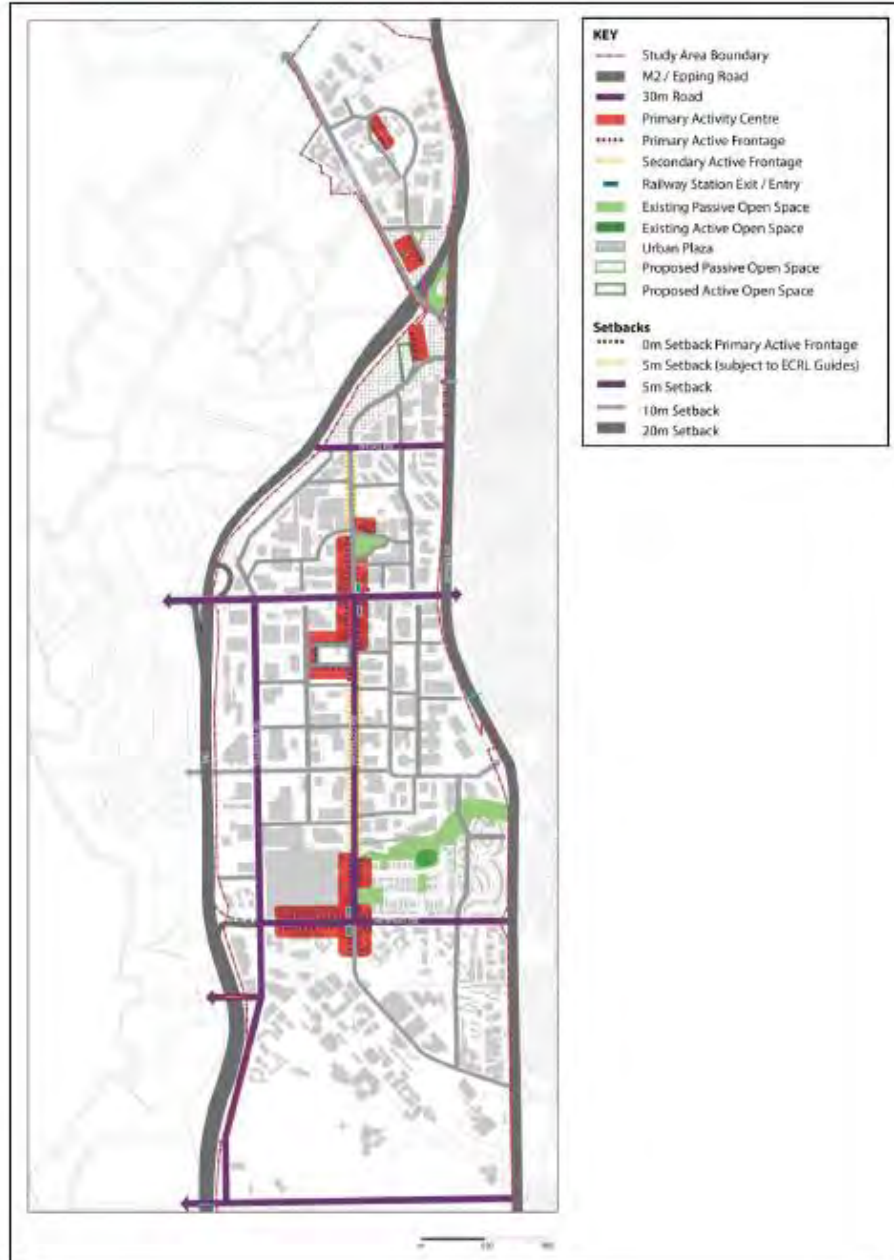 KEY
Study Area Boundary
M2 / Epping Road
30m Road
Primary Activity Centre
Primary Active Frontage
Secondary Active Frontage
Railway Station Exit / Entry
Existing Passive Open Space
Existing Active Open Space
Urban Plaza
Proposed Passive Open Space
Proposed Active Open Space
Setbacks
0m Setback Primary Active Frontage
5m Setback (subject to ECRL Guides)
5m Setback
10m Setback
20m Setback